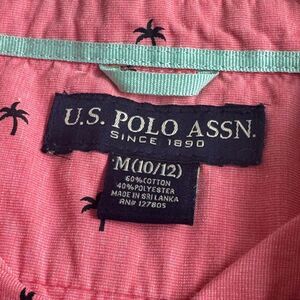 U.S. POLO ASSN.
SINCE 1890
M(10/12)
60%COTTON
40%POLYESTER
MADE IN SRI LANKA
RN# 127805